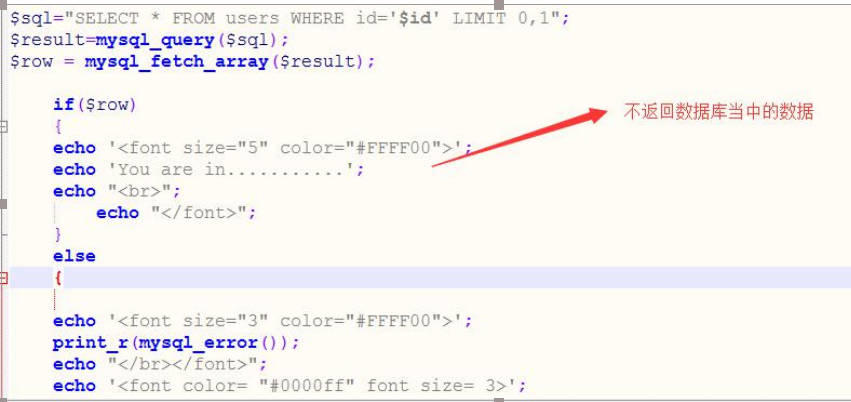 $sql="SELECT * FROM users WHERE id='$id' LIMIT 0,1";
$result=mysql_query($sql);
$row = mysql_fetch_array($result);
if($row)
不返回数据库当中的数据
{
echo '<font size="5" color="#FFFF00">';
echo 'You are in...........';
echo "<br>";
echo "</font>";
}
else
{
echo '<font size="3" color="#FFFF00">';
print_r(mysql_error());
echo "</br></font>";
echo '<font color= "#0000ff" font size= 3>';